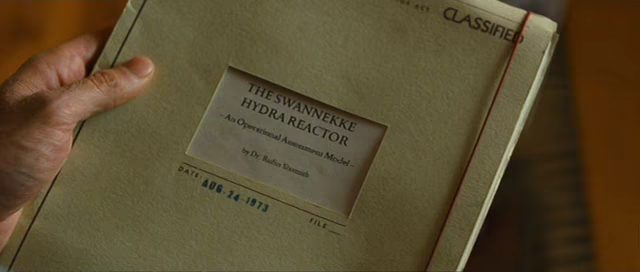 CLASSIFIED
THE SWANNEKKE
HYDRA REACTOR
- An Operational Assessment Model -
by Dr. Rufus Sixsmith
DATE: AUG·24·1973
FILE